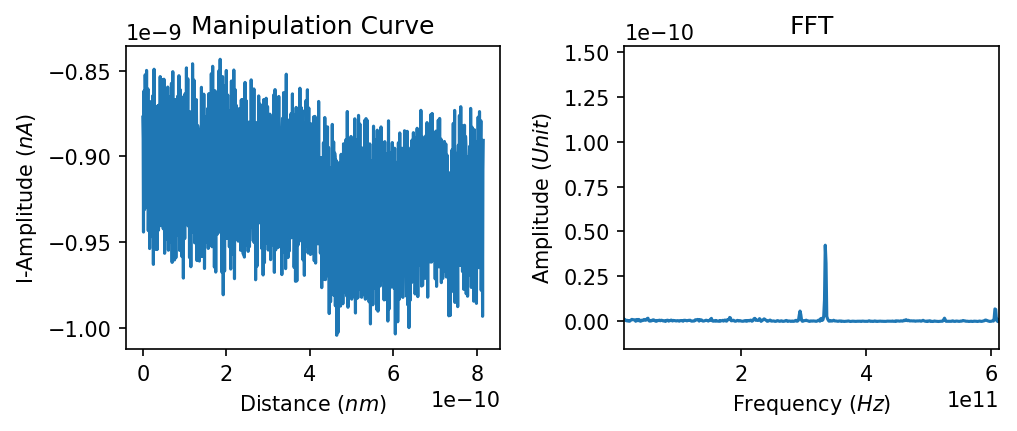 1e−9 Manipulation Curve
I-Amplitude (nA)
−0.85
−0.90
−0.95
−1.00
0 2 4 6 8
Distance (nm) 1e−10
1e−10 FFT
Amplitude (Unit)
1.50
1.25
1.00
0.75
0.50
0.25
0.00
2 4 6
Frequency (Hz) 1e11